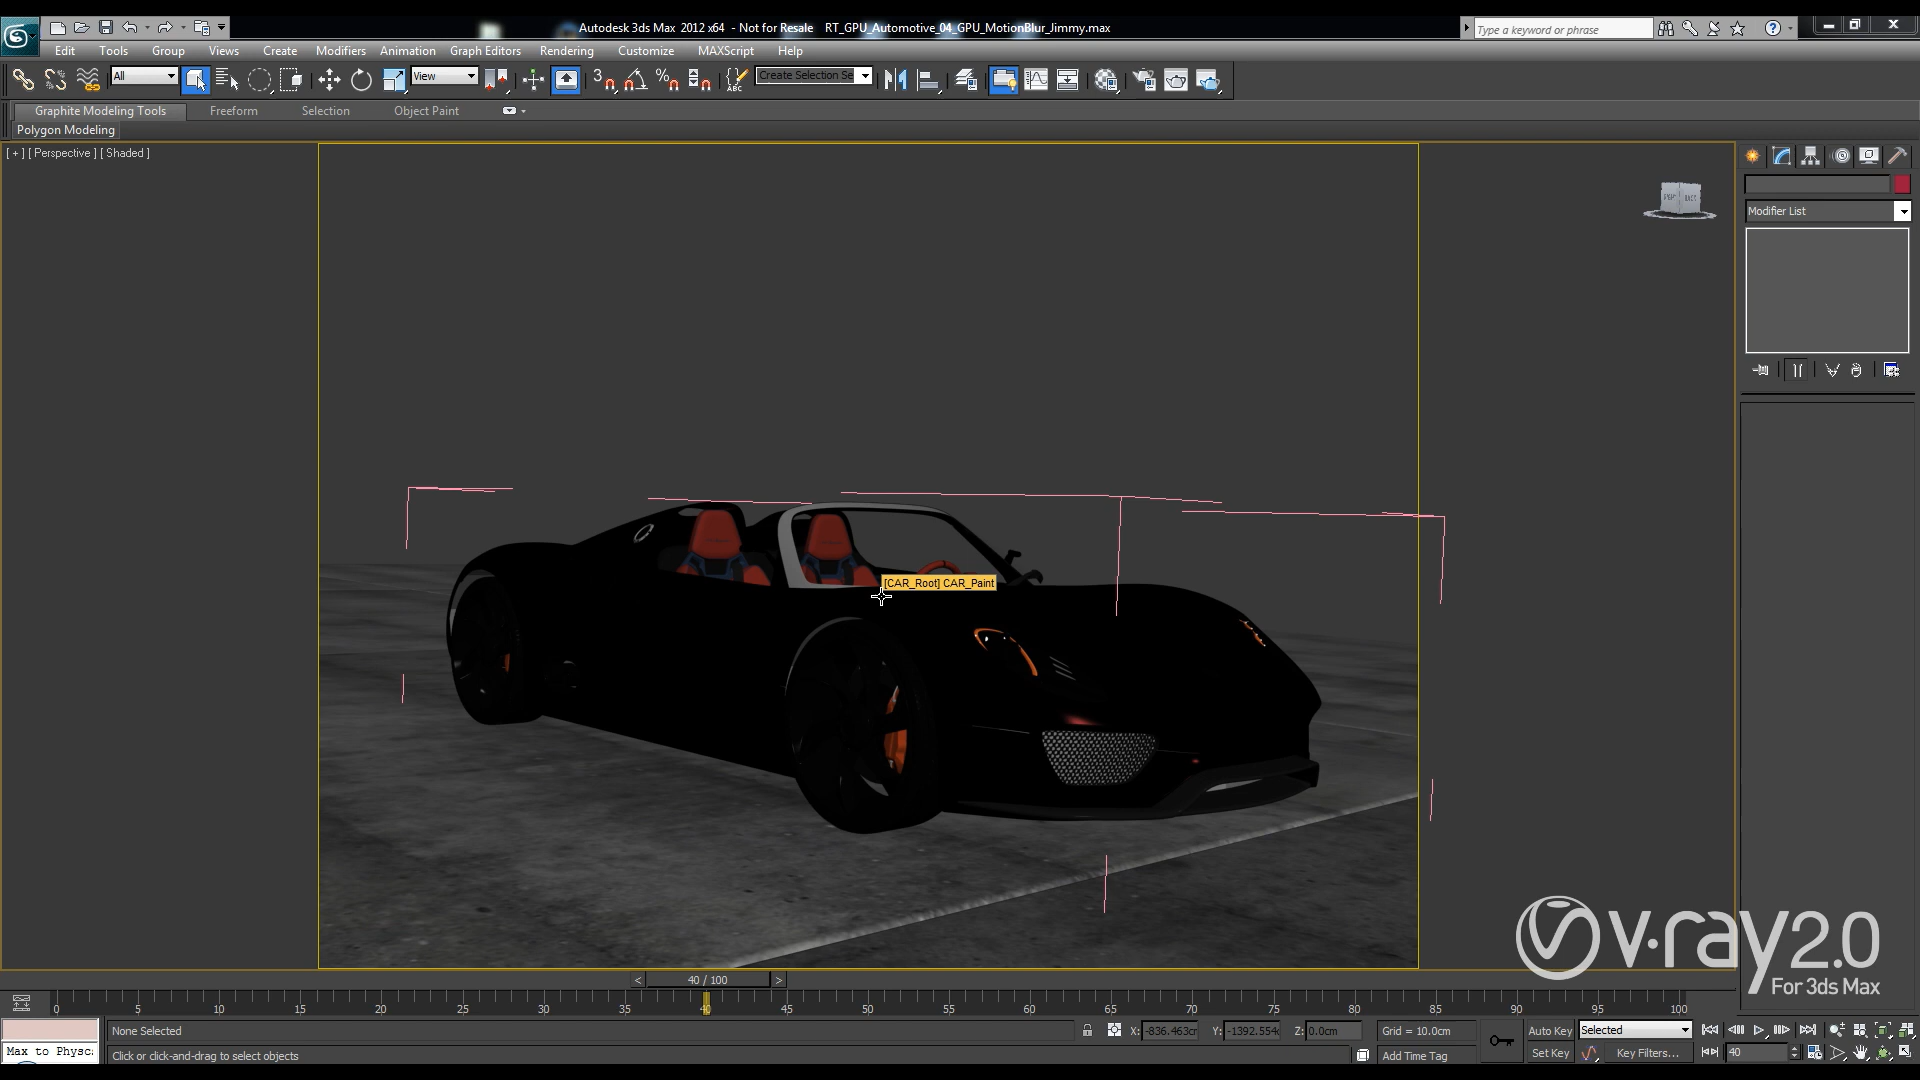 Autodesk 3ds Max 2012 x64 - Not for Resale RT_GPU_Automotive_04_GPU_MotionBlur_Jimmy.max
Type a keyword or phrase
Edit Tools Group Views Create Modifiers Animation Graph Editors Rendering Customize MAXScript Help
All
View
3
%
ABC
Create Selection Se
Graphite Modeling Tools Freeform Selection Object Paint
Polygon Modeling
[ + ] [ Perspective ] [ Shaded ]
Modifier List
[CAR_Root] CAR_Paint
v·ray2.0
For 3ds Max
< 40 / 100 >
0 5 10 15 20 25 30 35 40 45 50 55 60 65 70 75 80 85 90 95 100
None Selected X: -836.463cr Y: -1392.554c Z: 0.0cm Grid = 10.0cm Auto Key Selected
Max to Physc:
Click or click-and-drag to select objects Add Time Tag Set Key Key Filters... 40